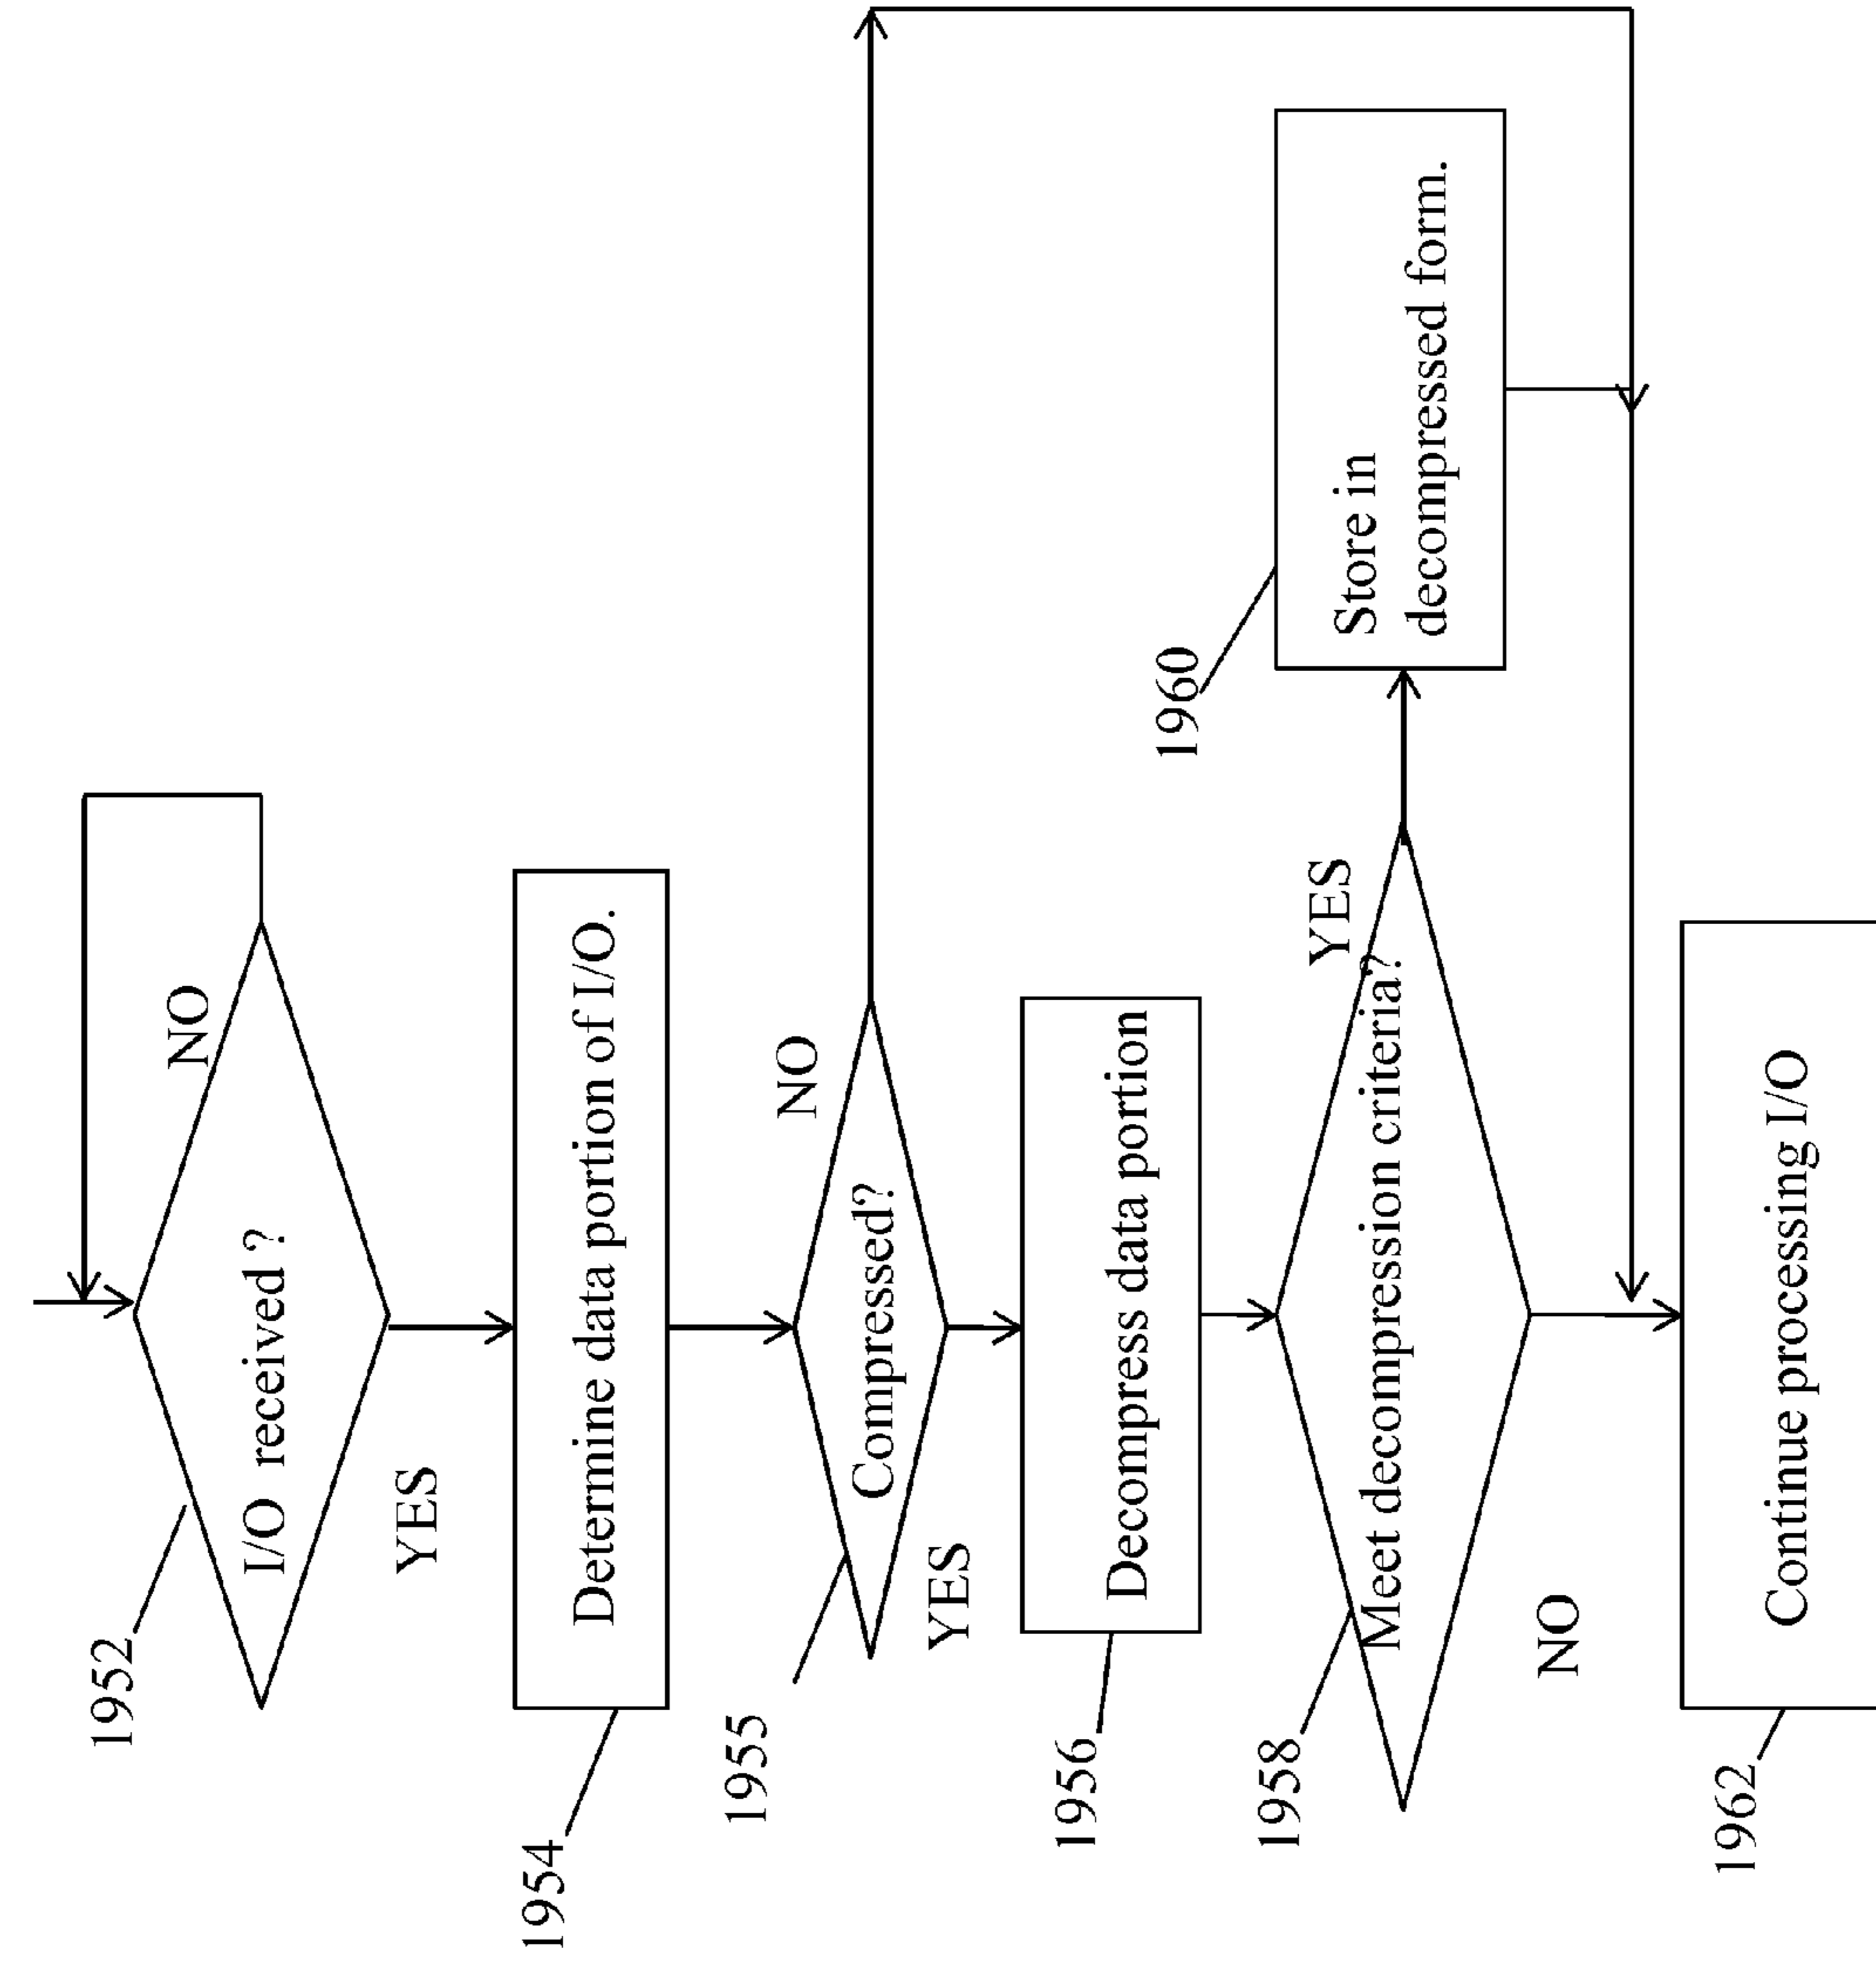 1952
I/O received ?
NO
YES
1954
Determine data portion of I/O.
1955
Compressed?
NO
YES
1956
Decompress data portion
1958
Meet decompression criteria?
YES
1960
Store in
decompressed form.
NO
1962
Continue processing I/O